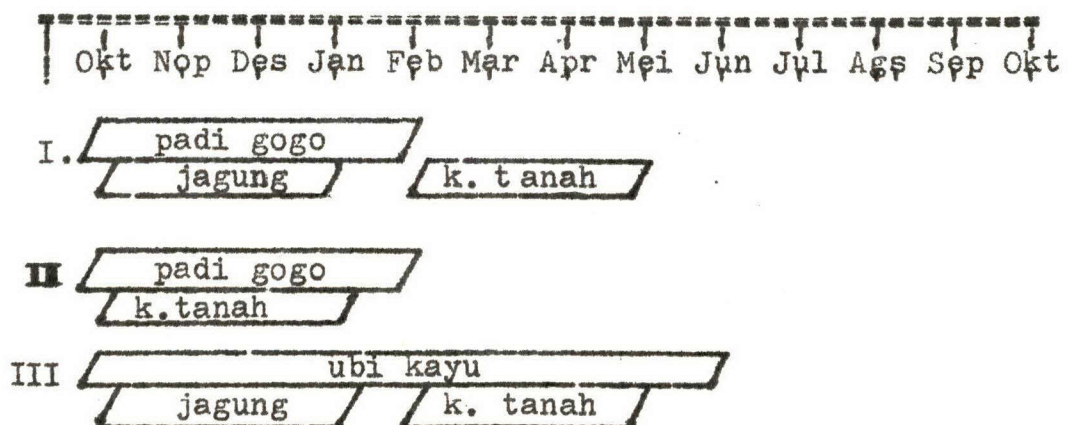 Okt Nop Des Jan Feb Mar Apr Mei Jun Jul Ags Sep Okt
I. padi gogo
jagung k. tanah
II padi gogo
k.tanah
III ubi kayu
jagung k. tanah